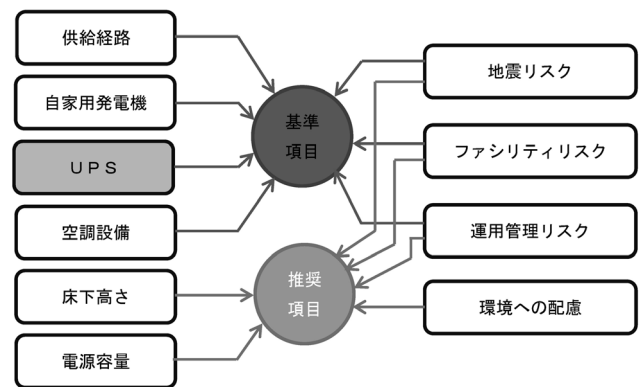 供給経路
自家用発電機
ＵＰＳ
空調設備
床下高さ
電源容量
基準
項目
推奨
項目
地震リスク
ファシリティリスク
運用管理リスク
環境への配慮